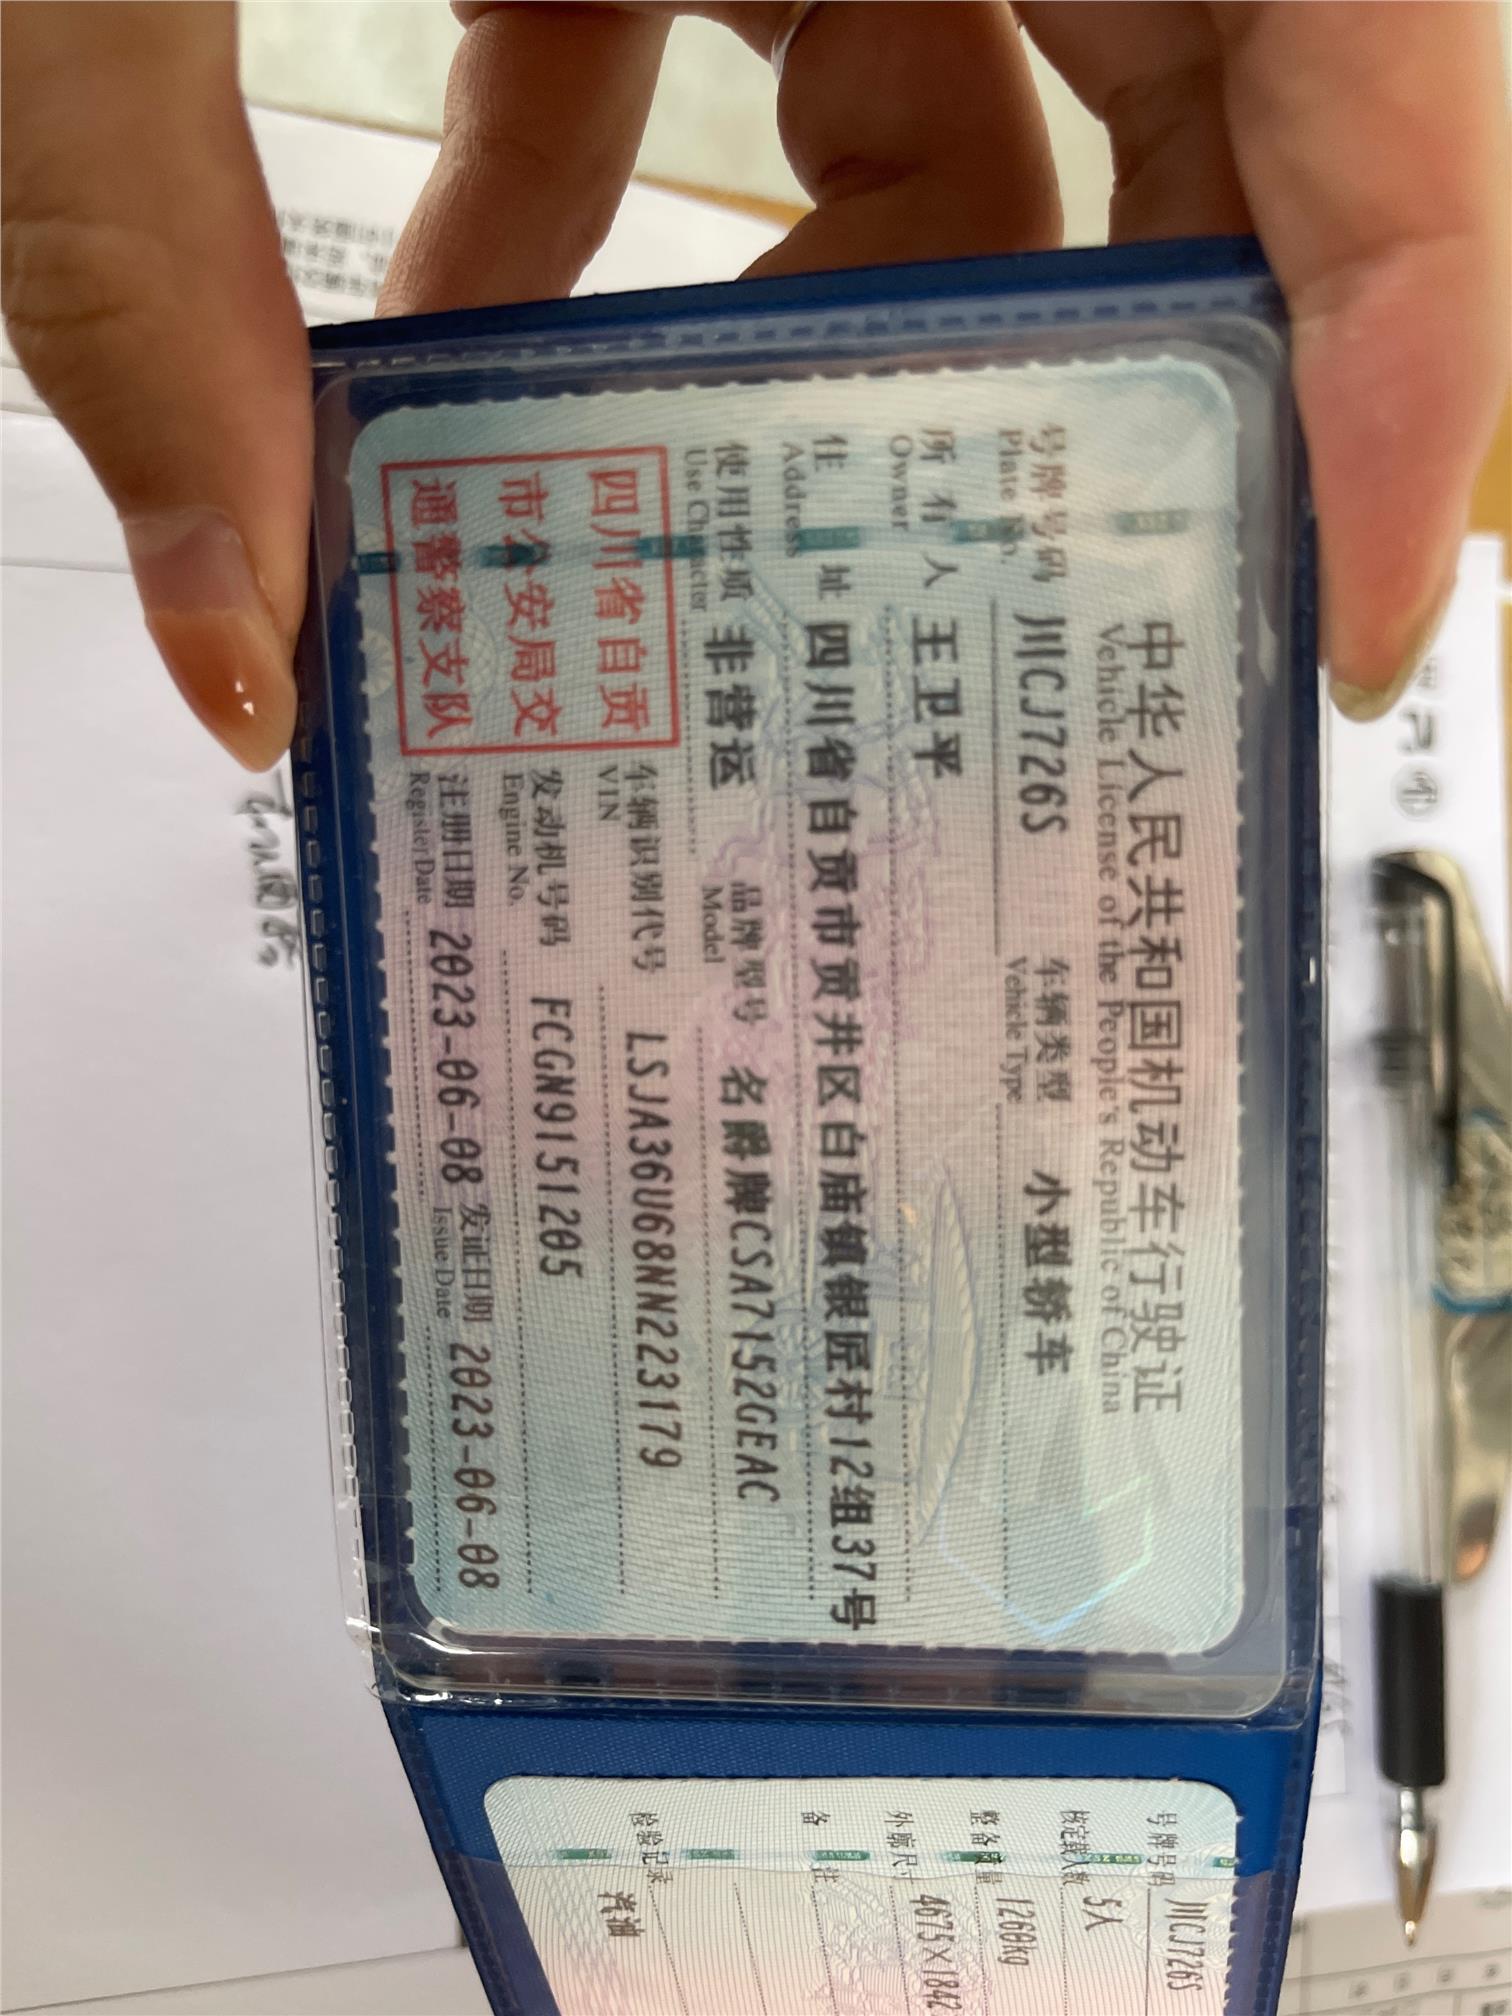 中华人民共和国机动车行驶证
Vehicle License of the People's Republic of China
号牌号码 川CJ726S 车辆类型 小型轿车
Plate No. Vehicle Type
所有人 王卫平
Owner
住址 四川省自贡市贡井区白庙镇银匠村12组37号
Address
使用性质 非营运 品牌型号 名爵牌CSA7152GEAC
Use Character Model
四川省自贡
市公安局交
通警察支队
车辆识别代号 LSJA36U68NN223179
VIN
发动机号码 FCGN9151205
Engine No.
注册日期 2023-06-08 发证日期 2023-06-08
Register Date Issue Date
号牌号码 川CJ726S
核定载人数 5人
整备质量 1260kg
外廓尺寸 4675×1842
备注
检验记录 汽油